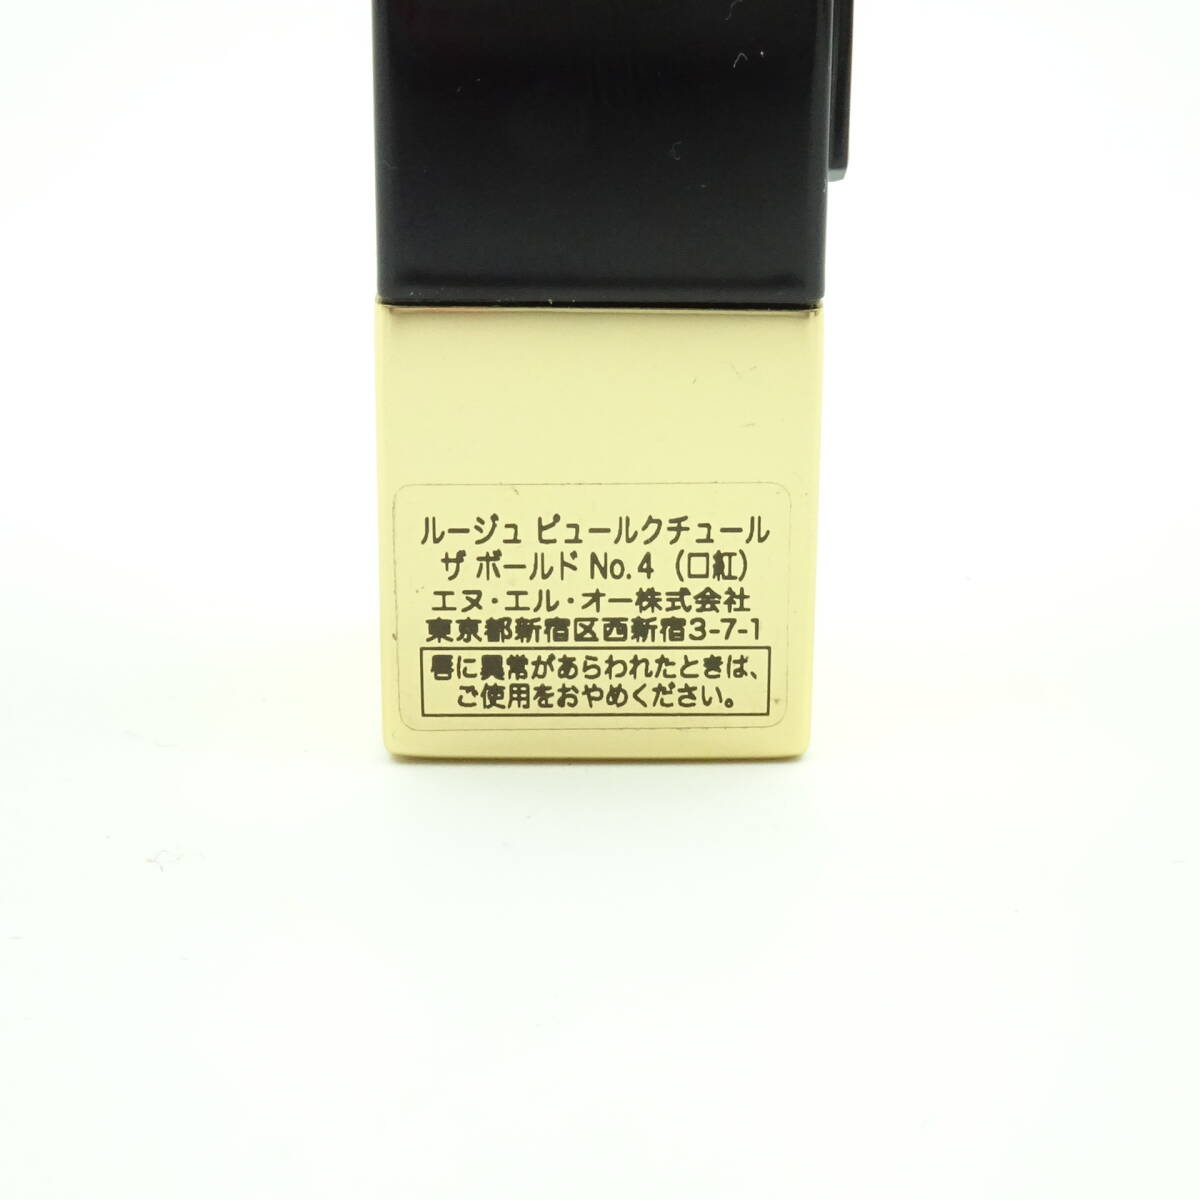 ルージュ ピュールクチュール
ザ ボールド No.4 (口紅)
エヌ・エル・オー株式会社
東京都新宿区西新宿3-7-1
唇に異常があらわれたときは、
ご使用をおやめください。